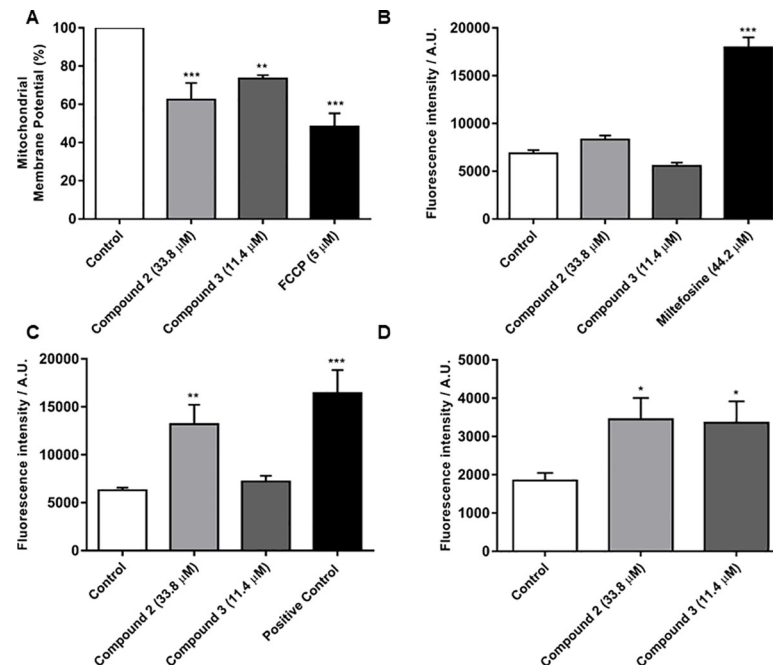 A
Mitochondrial
Membrane Potential (%)
100
80
60
40
20
0
***
**
***
Control
Compound 2 (33.8 µM)
Compound 3 (11.4 µM)
FCCP (5 µM)
B
Fluorescence intensity / A.U.
20000
15000
10000
5000
0
***
Control
Compound 2 (33.8 µM)
Compound 3 (11.4 µM)
Miltefosine (44.2 µM)
C
Fluorescence intensity / A.U.
20000
15000
10000
5000
0
**
***
Control
Compound 2 (33.8 µM)
Compound 3 (11.4 µM)
Positive Control
D
Fluorescence intensity / A.U.
5000
4000
3000
2000
1000
0
*
*
Control
Compound 2 (33.8 µM)
Compound 3 (11.4 µM)